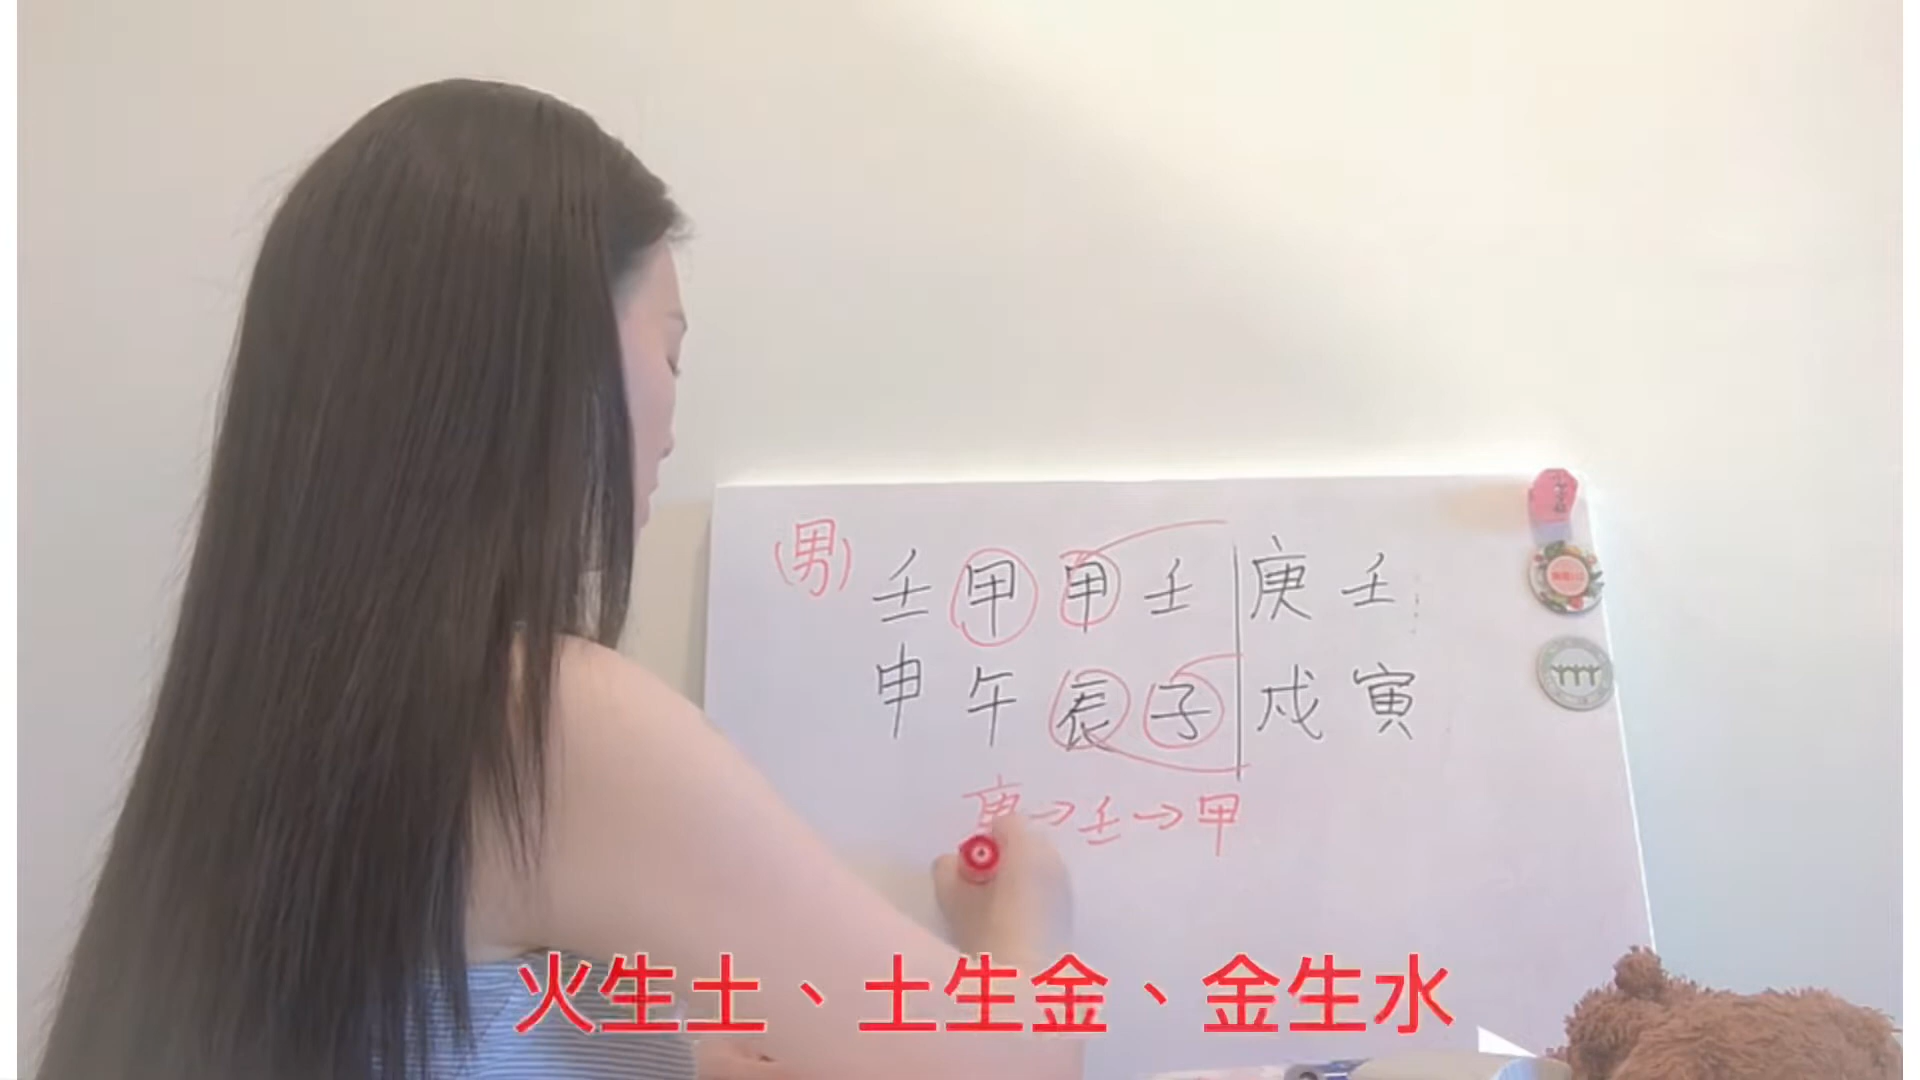 (男) 壬 甲 甲 壬 庚 壬
申 午 辰 子 戌 寅
庚→壬→甲
火生土、土生金、金生水